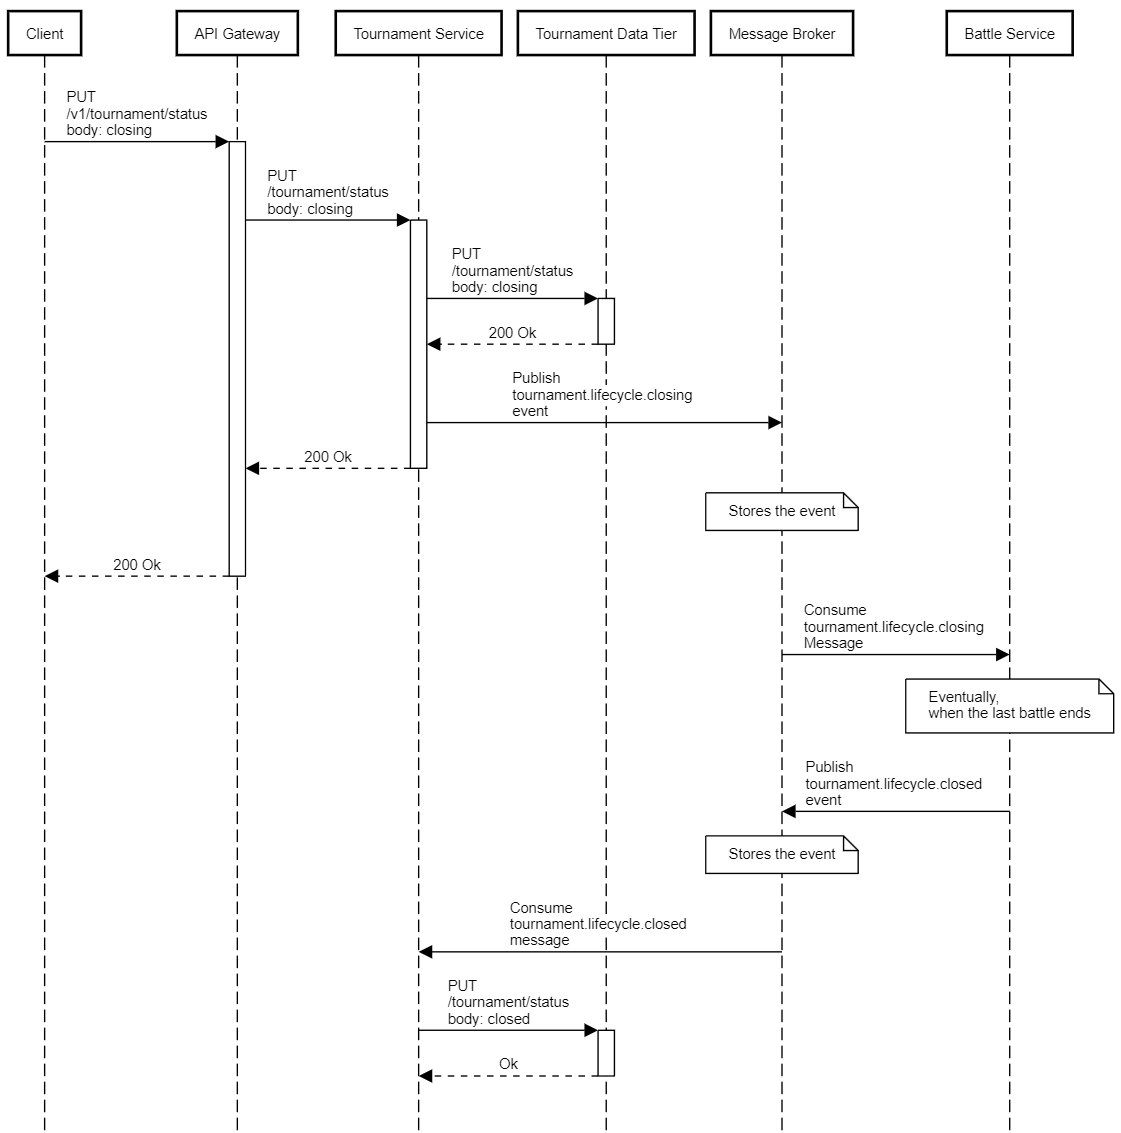 Client
API Gateway
Tournament Service
Tournament Data Tier
Message Broker
Battle Service
PUT
/v1/tournament/status
body: closing
PUT
/tournament/status
body: closing
PUT
/tournament/status
body: closing
200 Ok
Publish
tournament.lifecycle.closing
event
200 Ok
Stores the event
200 Ok
Consume
tournament.lifecycle.closing
Message
Eventually,
when the last battle ends
Publish
tournament.lifecycle.closed
event
Stores the event
Consume
tournament.lifecycle.closed
message
PUT
/tournament/status
body: closed
Ok